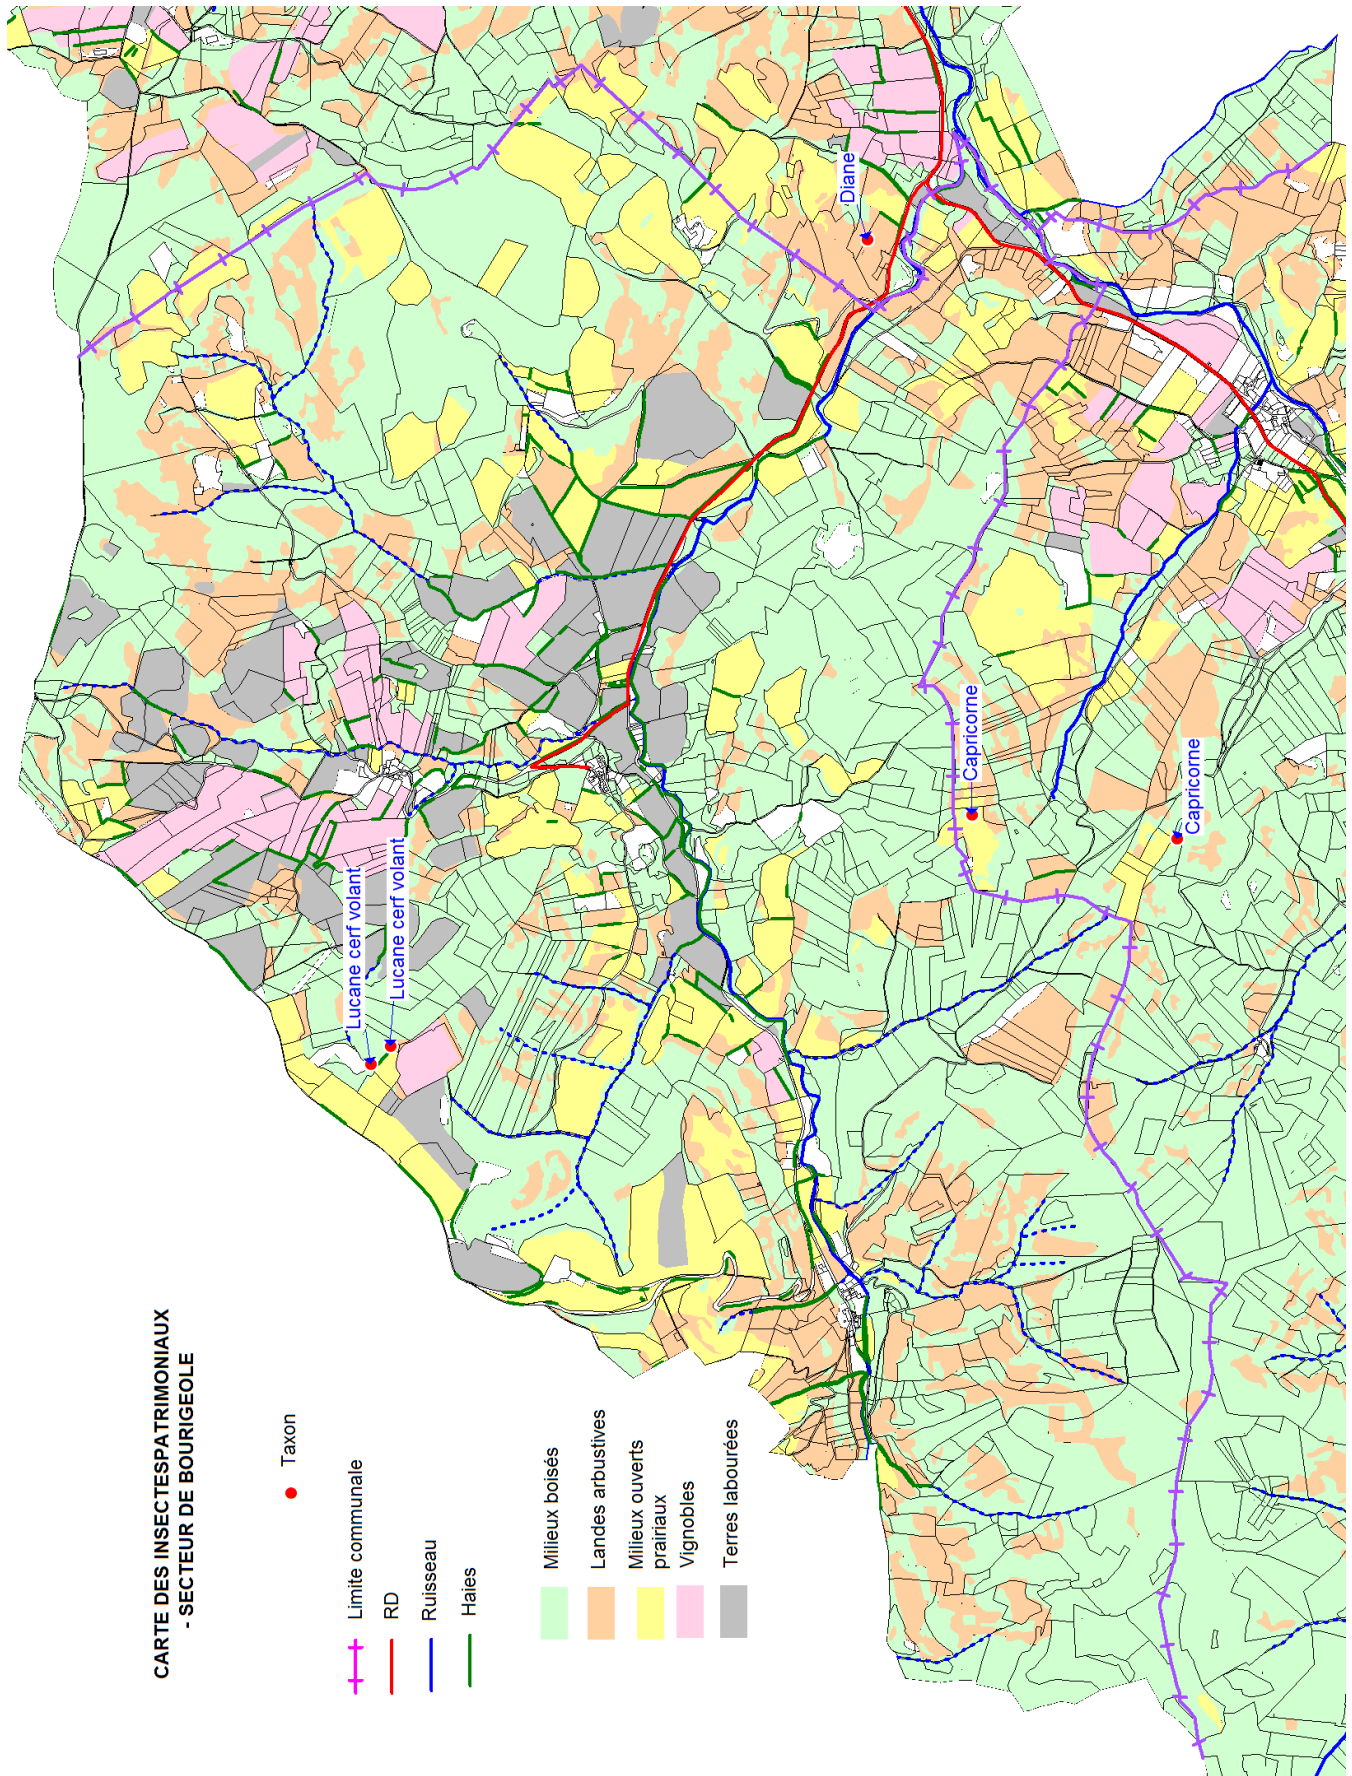 CARTE DES INSECTESPATRIMONIAUX
- SECTEUR DE BOURIGEOLE
Taxon
Limite communale
RD
Ruisseau
Haies
Milieux boisés
Landes arbustives
Milieux ouverts
prairiaux
Vignobles
Terres labourées
Lucane cerf volant
Lucane cerf volant
Capricorne
Capricorne
Diane